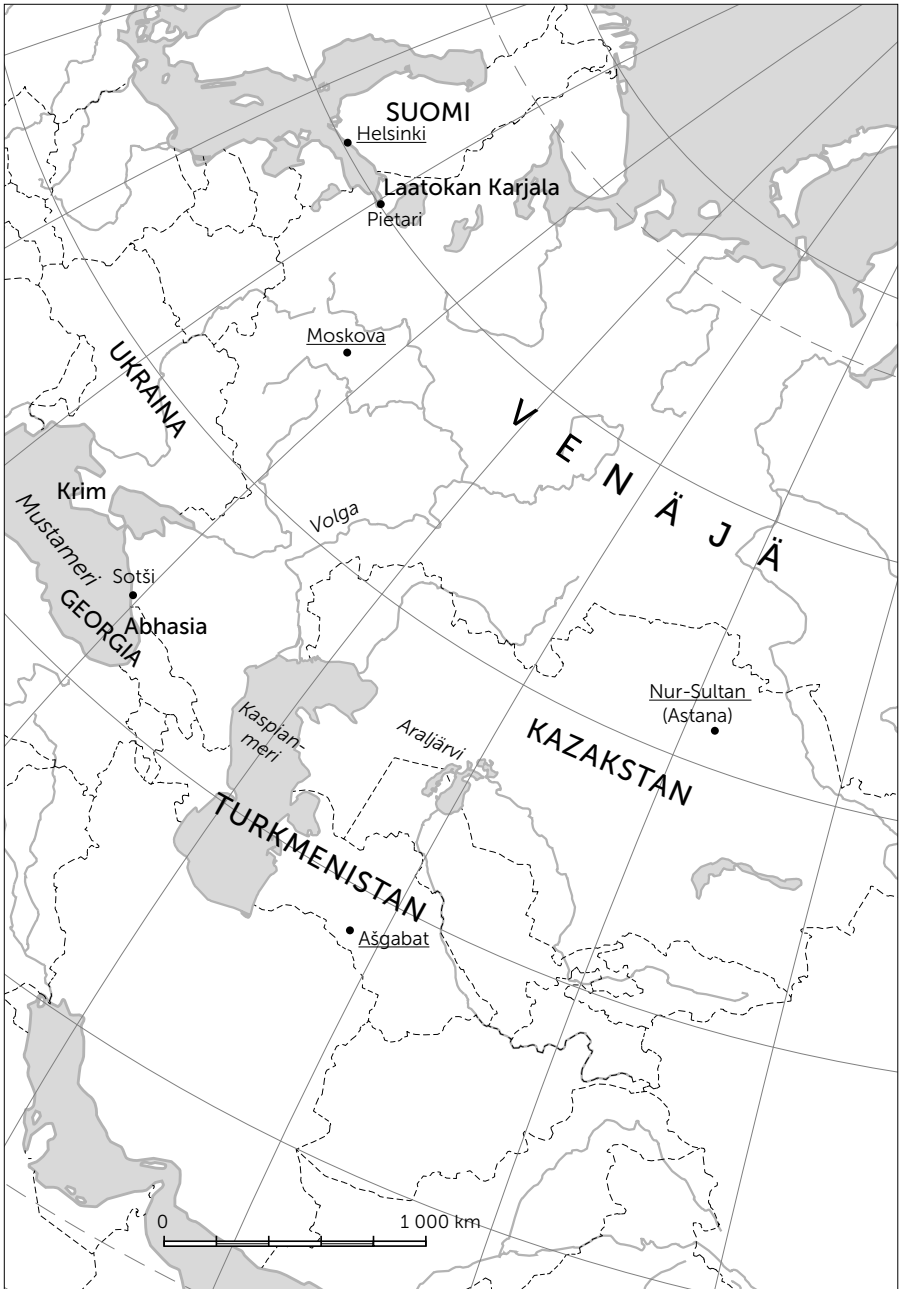 SUOMI
Helsinki
Laatokan Karjala
Pietari
Moskova
UKRAINA
VENÄJÄ
Krim
Mustameri
Volga
Sotši
GEORGIA
Abhasia
Nur-Sultan
(Astana)
Kaspian-
meri
Araljärvi
KAZAKSTAN
TURKMENISTAN
Ašgabat
0 1 000 km